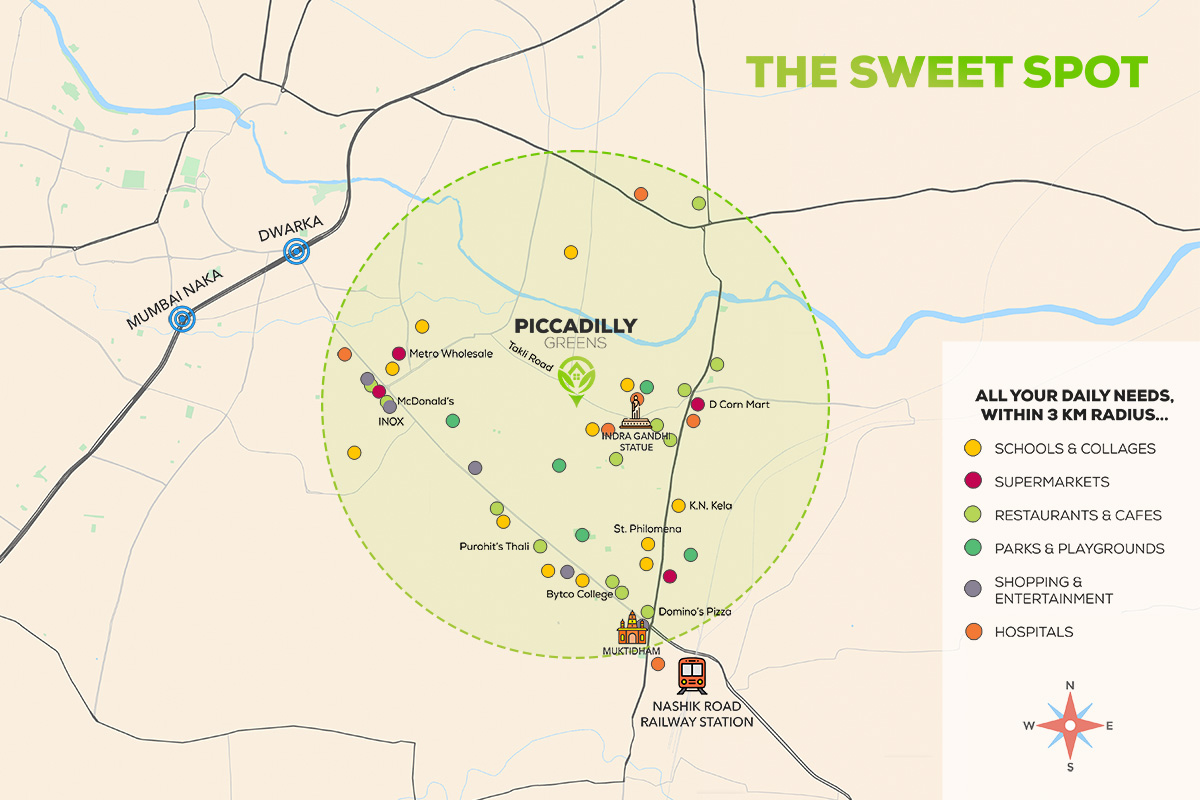 THE SWEET SPOT
DWARKA
MUMBAI NAKA
PICCADILLY
GREENS
Takli Road
Metro Wholesale
McDonald's
INOX
D Corn Mart
INDRA GANDHI
STATUE
K.N. Kela
St. Philomena
Purohit's Thali
Bytco College
Domino's Pizza
MUKTIDHAM
NASHIK ROAD
RAILWAY STATION
ALL YOUR DAILY NEEDS,
WITHIN 3 KM RADIUS...
SCHOOLS & COLLAGES
SUPERMARKETS
RESTAURANTS & CAFES
PARKS & PLAYGROUNDS
SHOPPING &
ENTERTAINMENT
HOSPITALS
N
W E
S